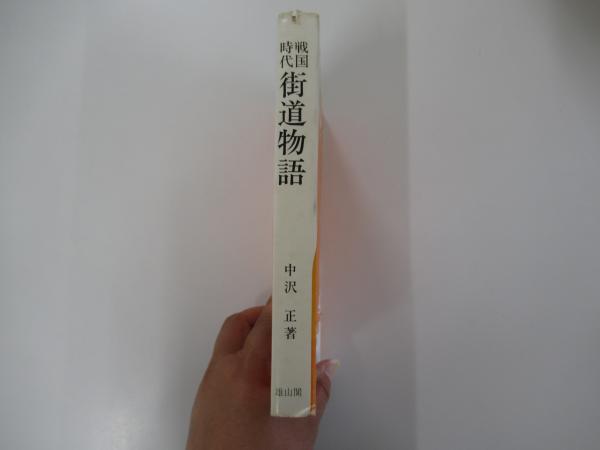 戦国時代
街道物語
中沢 正著
雄山閣